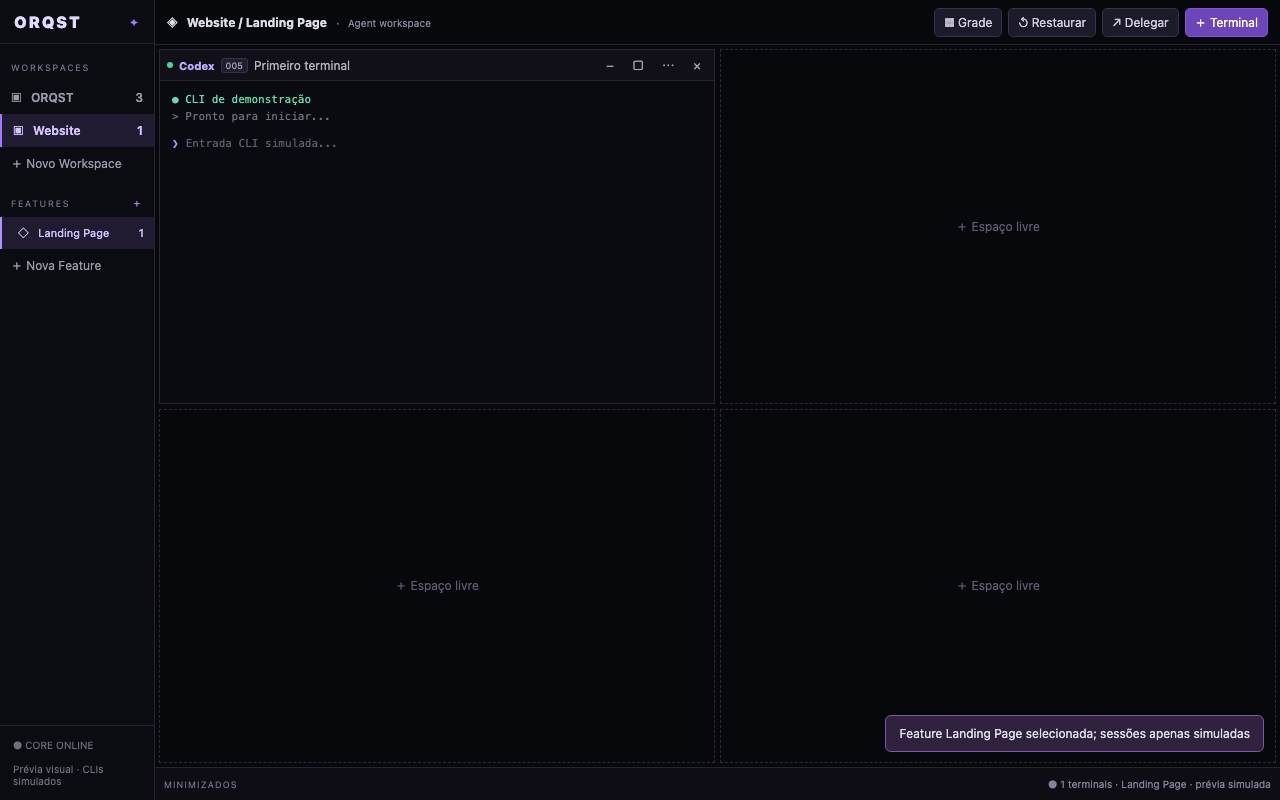 ORQST ✦
WORKSPACES
▣ ORQST 3
▣ Website 1
+ Novo Workspace
FEATURES +
◇ Landing Page 1
+ Nova Feature
● CORE ONLINE
Prévia visual · CLIs
simulados
◈ Website / Landing Page · Agent workspace
▦ Grade
↺ Restaurar
↗ Delegar
+ Terminal
Codex 005 Primeiro terminal
● CLI de demonstração
> Pronto para iniciar...
❯ Entrada CLI simulada...
+ Espaço livre
+ Espaço livre
+ Espaço livre
Feature Landing Page selecionada; sessões apenas simuladas
MINIMIZADOS
● 1 terminais · Landing Page · prévia simulada